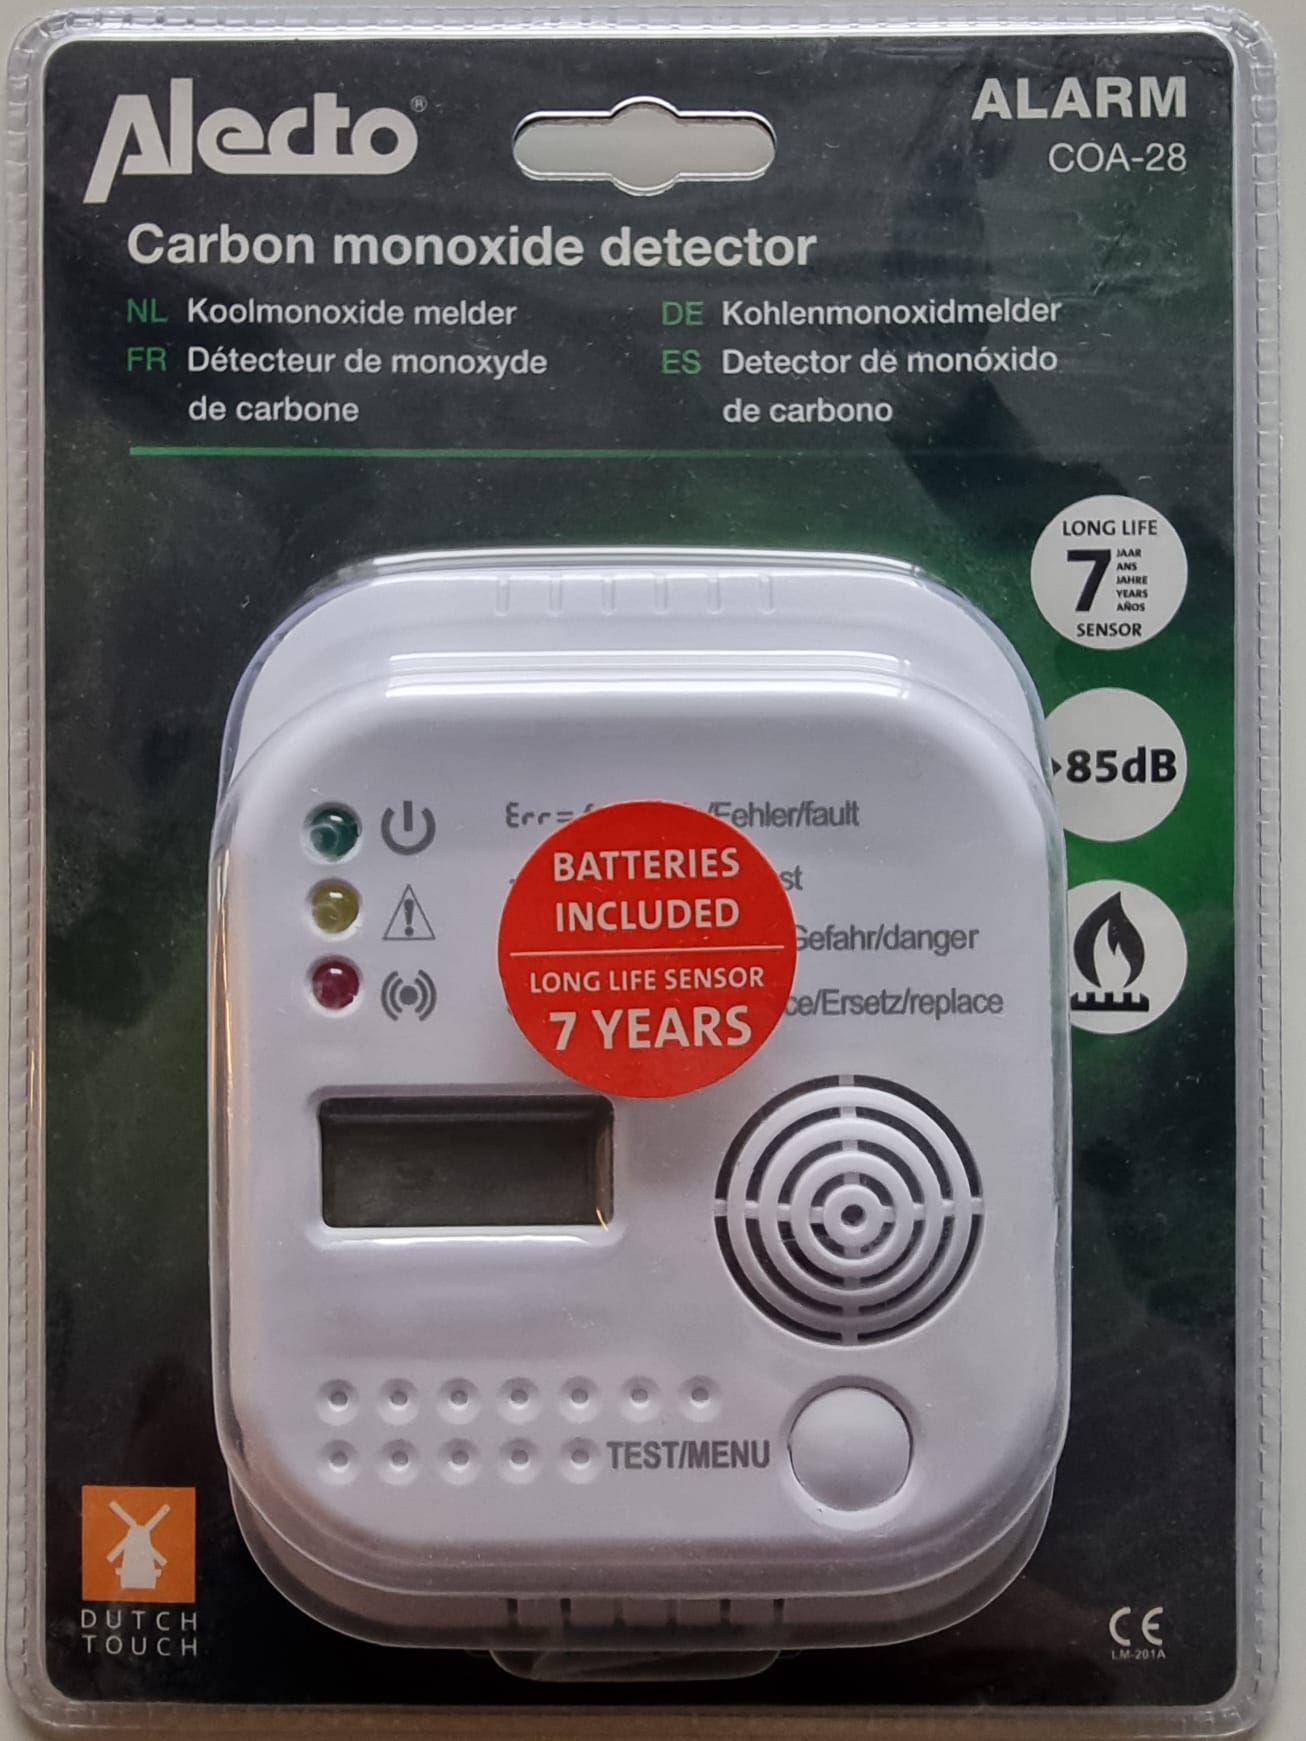 Alecto®
ALARM
COA-28
Carbon monoxide detector
NL Koolmonoxide melder
FR Détecteur de monoxyde
de carbone
DE Kohlenmonoxidmelder
ES Detector de monóxido
de carbono
LONG LIFE
7
JAAR
ANS
JAHRE
YEARS
AÑOS
SENSOR
85dB
Err= /Fehler/fault
Gefahr/danger
/Ersetz/replace
BATTERIES
INCLUDED
LONG LIFE SENSOR
7 YEARS
TEST/MENU
DUTCH
TOUCH
CE
LM-201A